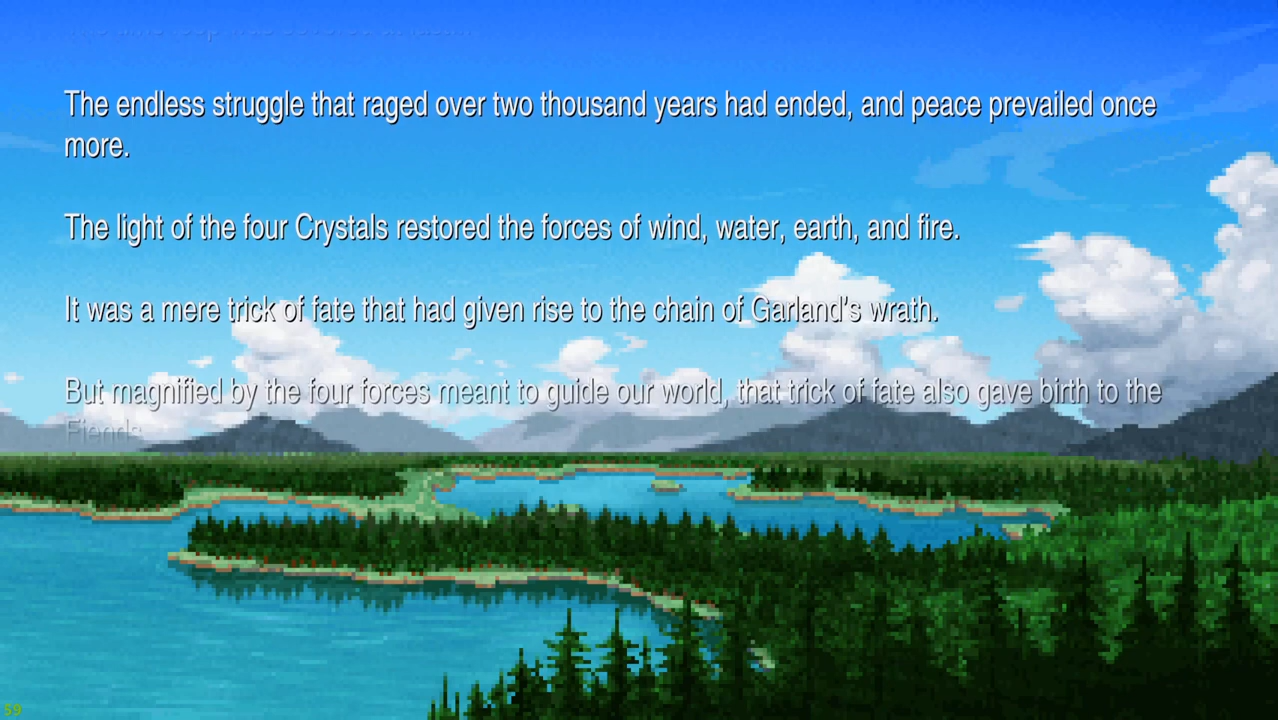 The endless struggle that raged over two thousand years had ended, and peace prevailed once
more.
The light of the four Crystals restored the forces of wind, water, earth, and fire.
It was a mere trick of fate that had given rise to the chain of Garland's wrath.
But magnified by the four forces meant to guide our world, that trick of fate also gave birth to the
Fiends
59